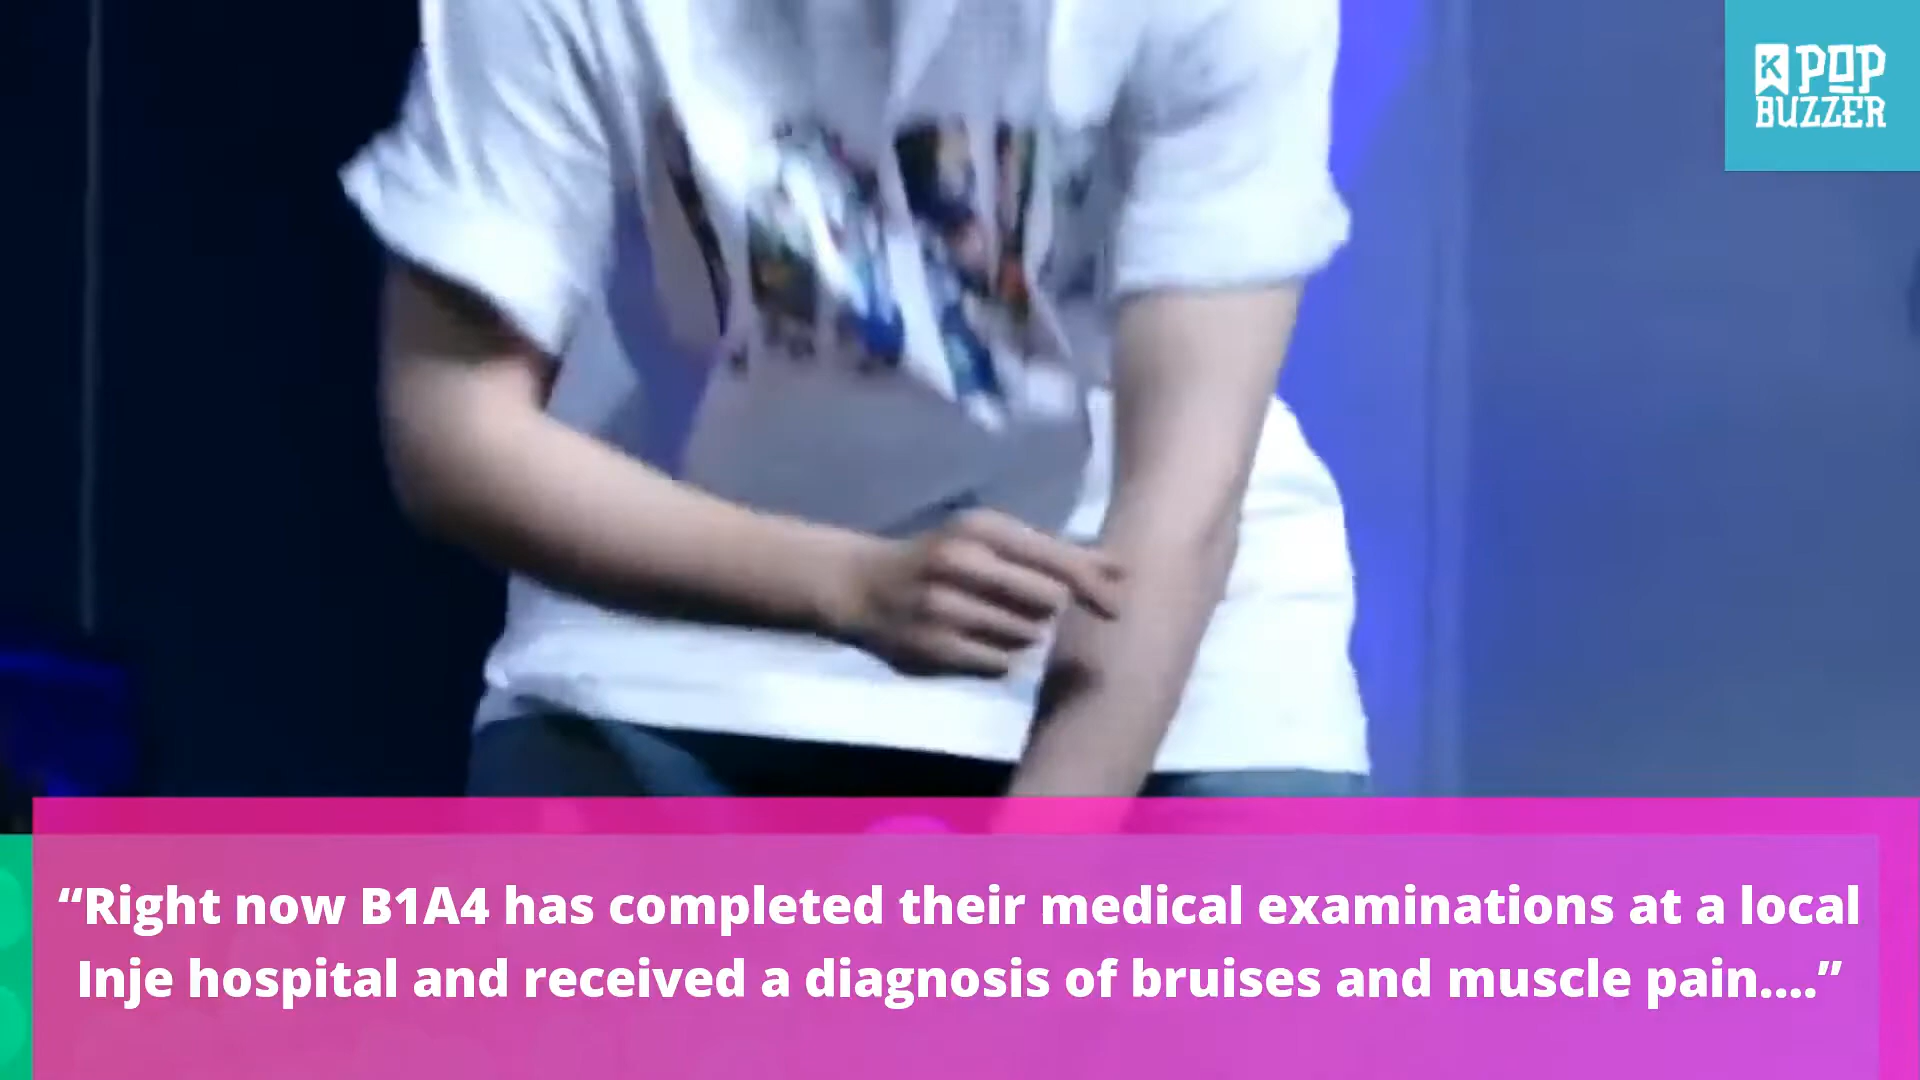 KPOP
BUZZER
“Right now B1A4 has completed their medical examinations at a local
Inje hospital and received a diagnosis of bruises and muscle pain....”